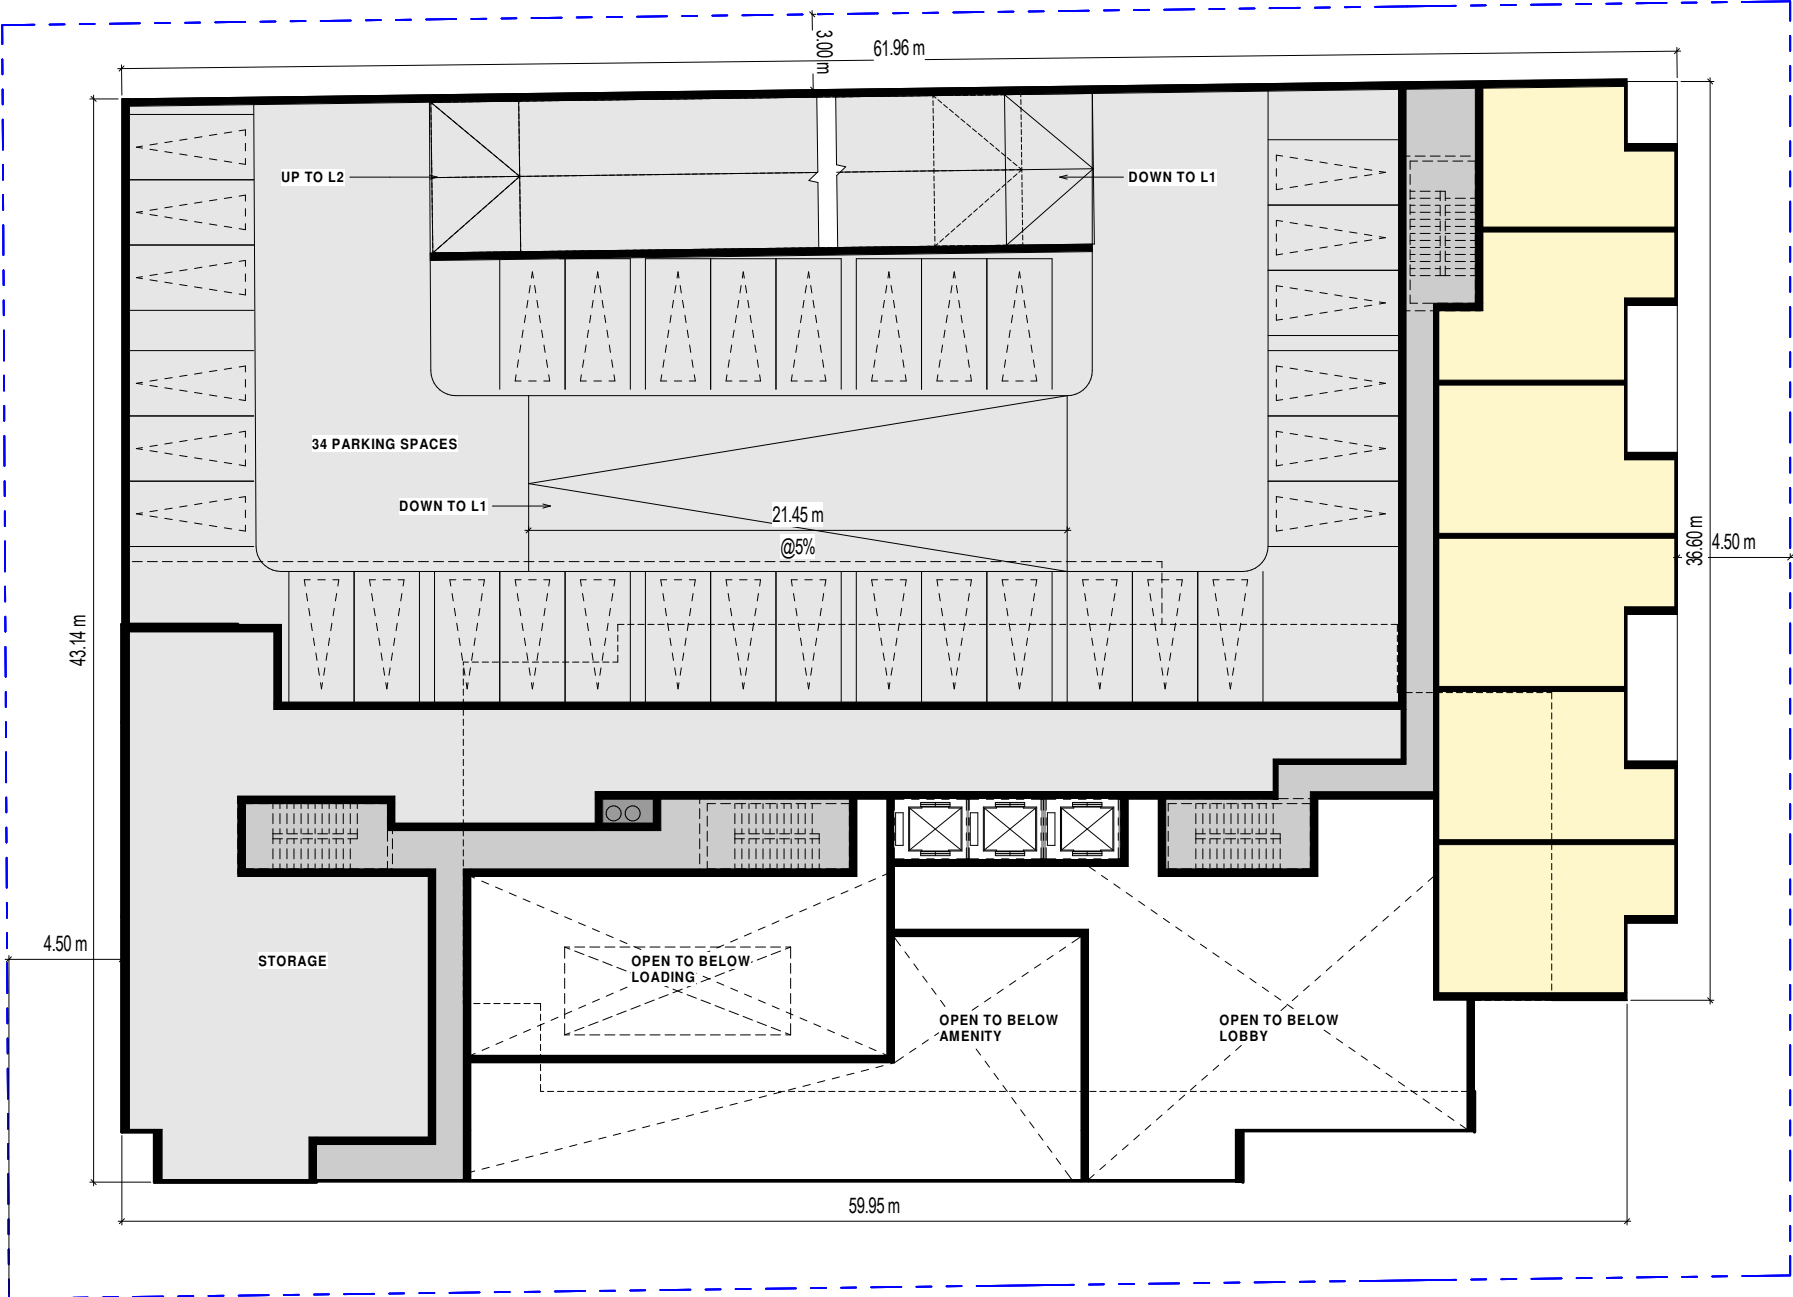 3.00 m
61.96 m
UP TO L2
DOWN TO L1
34 PARKING SPACES
DOWN TO L1
21.45 m
@5%
36.60 m
4.50 m
43.14 m
4.50 m
STORAGE
OPEN TO BELOW
LOADING
OPEN TO BELOW
AMENITY
OPEN TO BELOW
LOBBY
59.95 m